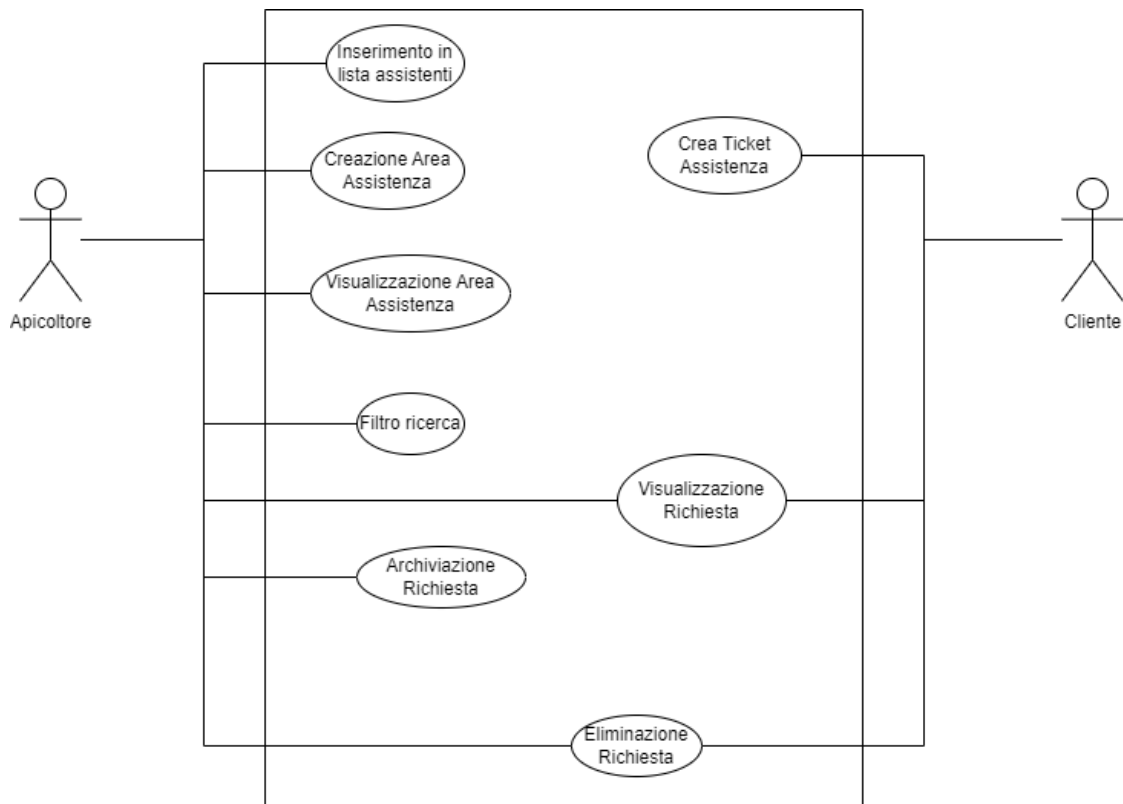 Inserimento in
lista assistenti
Crea Ticket
Assistenza
Creazione Area
Assistenza
Visualizzazione Area
Assistenza
Apicoltore
Cliente
Filtro ricerca
Visualizzazione
Richiesta
Archiviazione
Richiesta
Eliminazione
Richiesta